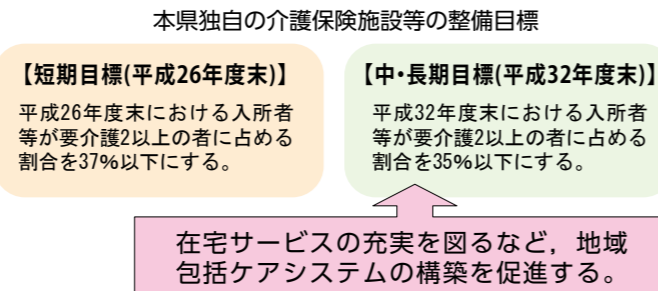 本県独自の介護保険施設等の整備目標
【短期目標(平成26年度末)】
平成26年度末における入所者
等が要介護2以上の者に占める
割合を37%以下にする。
【中・長期目標(平成32年度末)】
平成32年度末における入所者
等が要介護2以上の者に占める
割合を35%以下にする。
在宅サービスの充実を図るなど，地域
包括ケアシステムの構築を促進する。